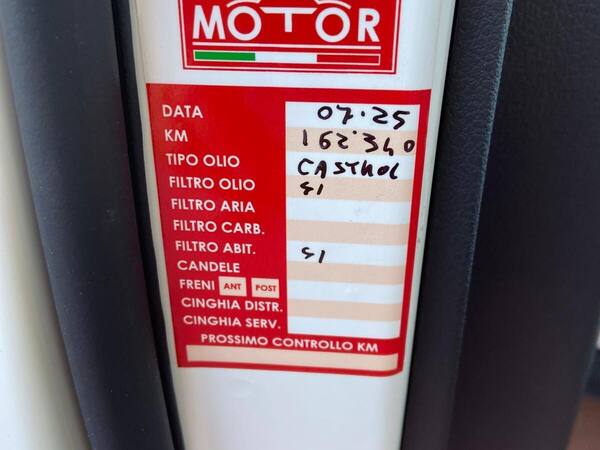 MOTOR
DATA 07.25
KM 162'340
TIPO OLIO CASTROL
FILTRO OLIO SI
FILTRO ARIA
FILTRO CARB.
FILTRO ABIT. SI
CANDELE
FRENI ANT POST
CINGHIA DISTR.
CINGHIA SERV.
PROSSIMO CONTROLLO KM